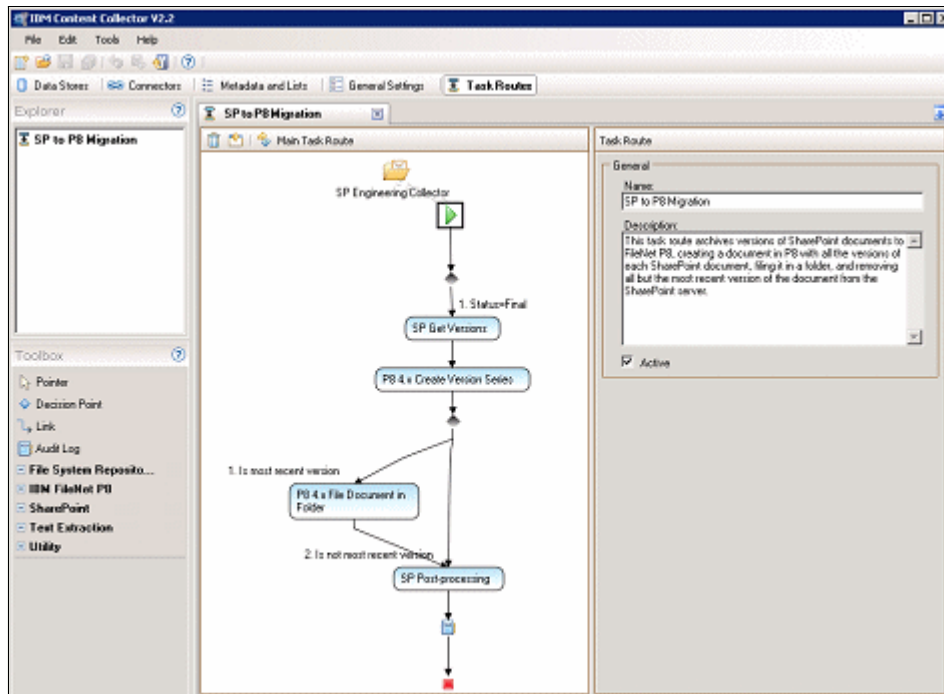 IBM Content Collector V2.2
File Edit Tools Help
Data Stores Connectors Metadata and Lists General Settings Task Routes
Explorer
SP to P8 Migration
Toolbox
Pointer
Decision Point
Link
Audit Log
File System Reposito...
IBM FileNet P8
SharePoint
Text Extraction
Utility
SP to P8 Migration
Main Task Route
SP Engineering Collector
1. Status=Final
SP Get Versions
P8 4.x Create Version Series
1. Is most recent version
P8 4.x File Document in
Folder
2. Is not most recent version
SP Post-processing
Task Route
General
Name:
SP to P8 Migration
Description:
This task route archives versions of SharePoint documents to
FileNet P8, creating a document in P8 with all the versions of
each SharePoint document, filing it in a folder, and removing
all but the most recent version of the document from the
SharePoint server.
Active